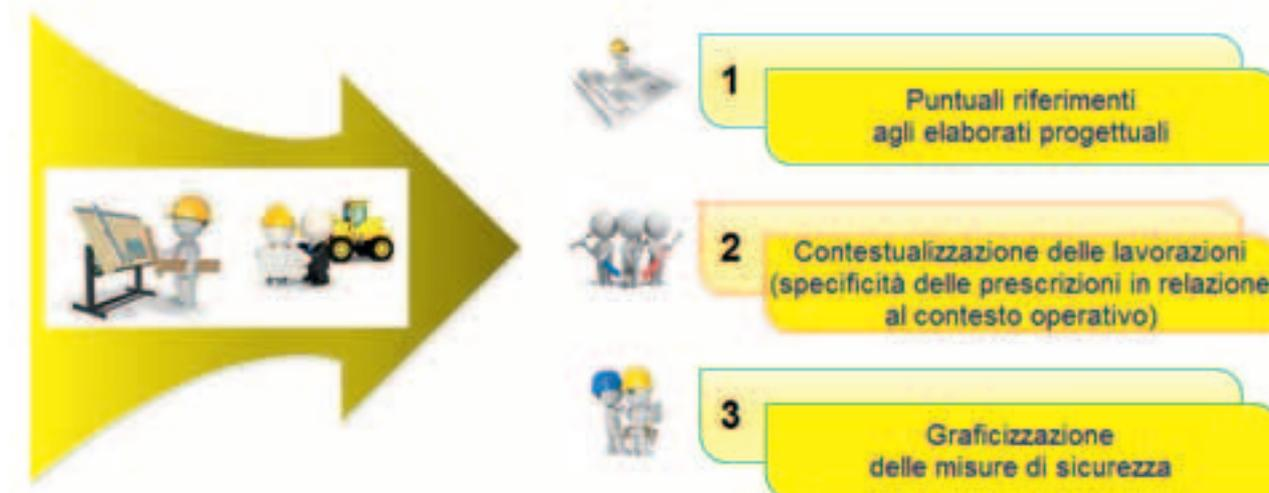 1
Puntuali riferimenti
agli elaborati progettuali
2
Contestualizzazione delle lavorazioni
(specificità delle prescrizioni in relazione
al contesto operativo)
3
Graficizzazione
delle misure di sicurezza